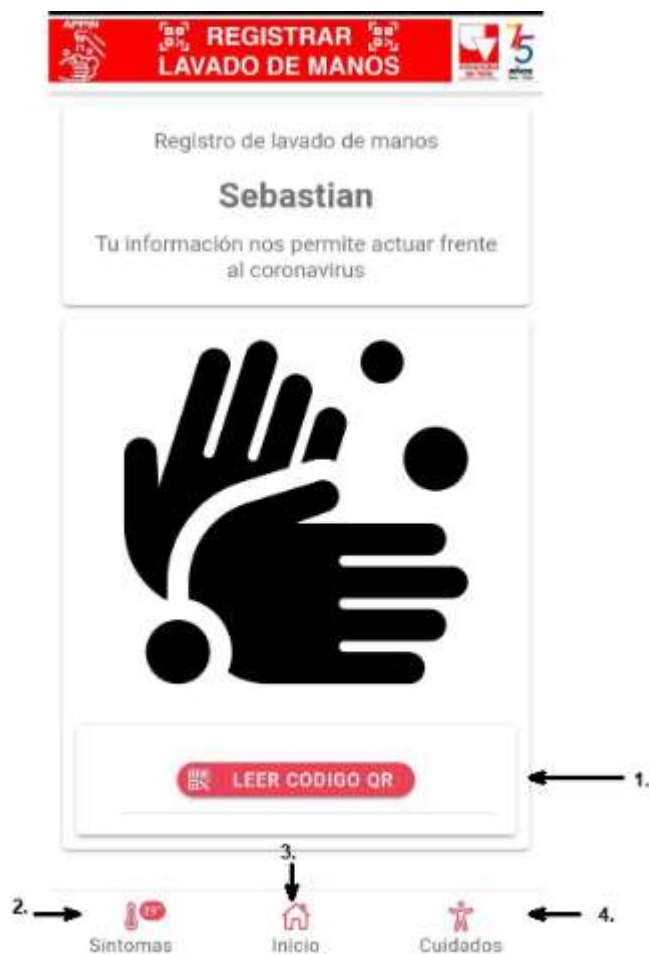 REGISTRAR
LAVADO DE MANOS
75
Registro de lavado de manos
Sebastian
Tu información nos permite actuar frente
al coronavirus
LEER CODIGO QR
1.
3.
2.
4.
Sintomas
Inicio
Cuidados